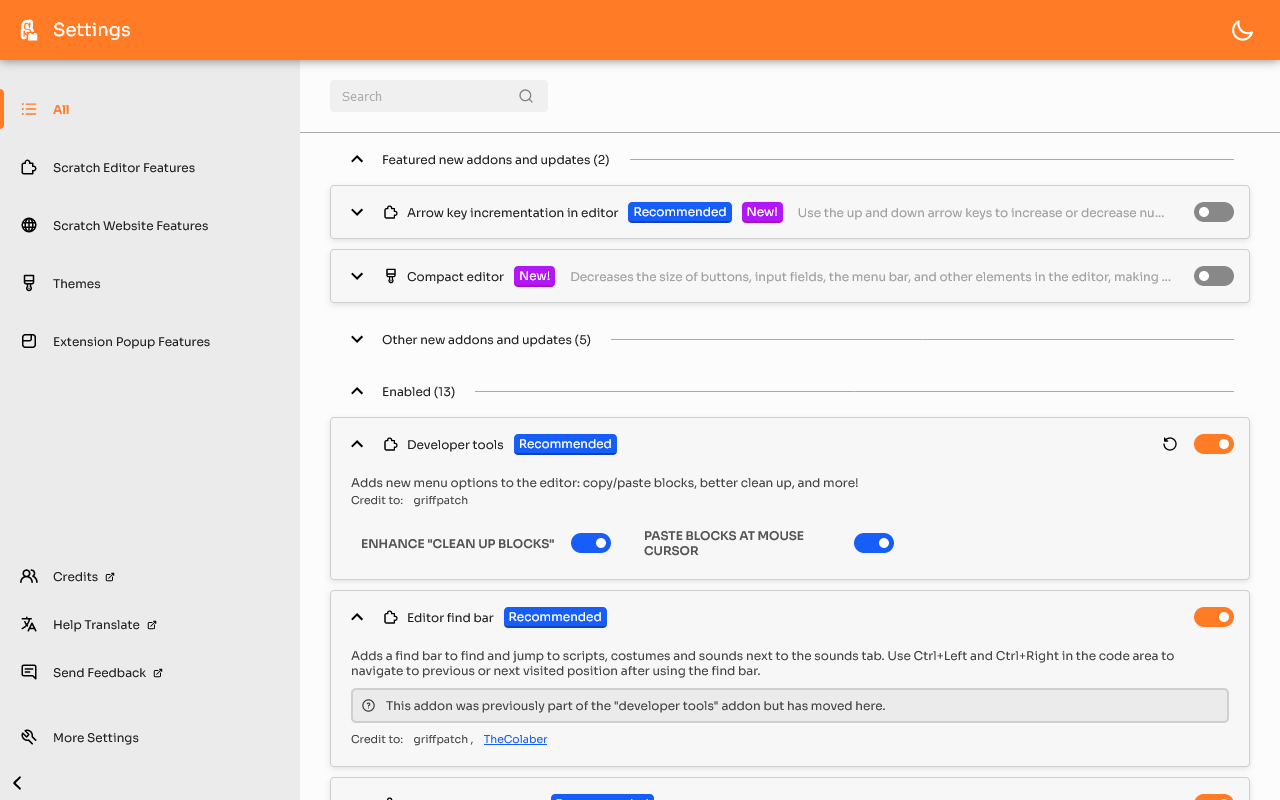 Settings
All
Scratch Editor Features
Scratch Website Features
Themes
Extension Popup Features
Credits
Help Translate
Send Feedback
More Settings
Search
Featured new addons and updates (2)
Arrow key incrementation in editor Recommended New! Use the up and down arrow keys to increase or decrease nu...
Compact editor New! Decreases the size of buttons, input fields, the menu bar, and other elements in the editor, making ...
Other new addons and updates (5)
Enabled (13)
Developer tools Recommended
Adds new menu options to the editor: copy/paste blocks, better clean up, and more!
Credit to: griffpatch
ENHANCE "CLEAN UP BLOCKS"
PASTE BLOCKS AT MOUSE
CURSOR
Editor find bar Recommended
Adds a find bar to find and jump to scripts, costumes and sounds next to the sounds tab. Use Ctrl+Left and Ctrl+Right in the code area to
navigate to previous or next visited position after using the find bar.
This addon was previously part of the "developer tools" addon but has moved here.
Credit to: griffpatch , TheColaber